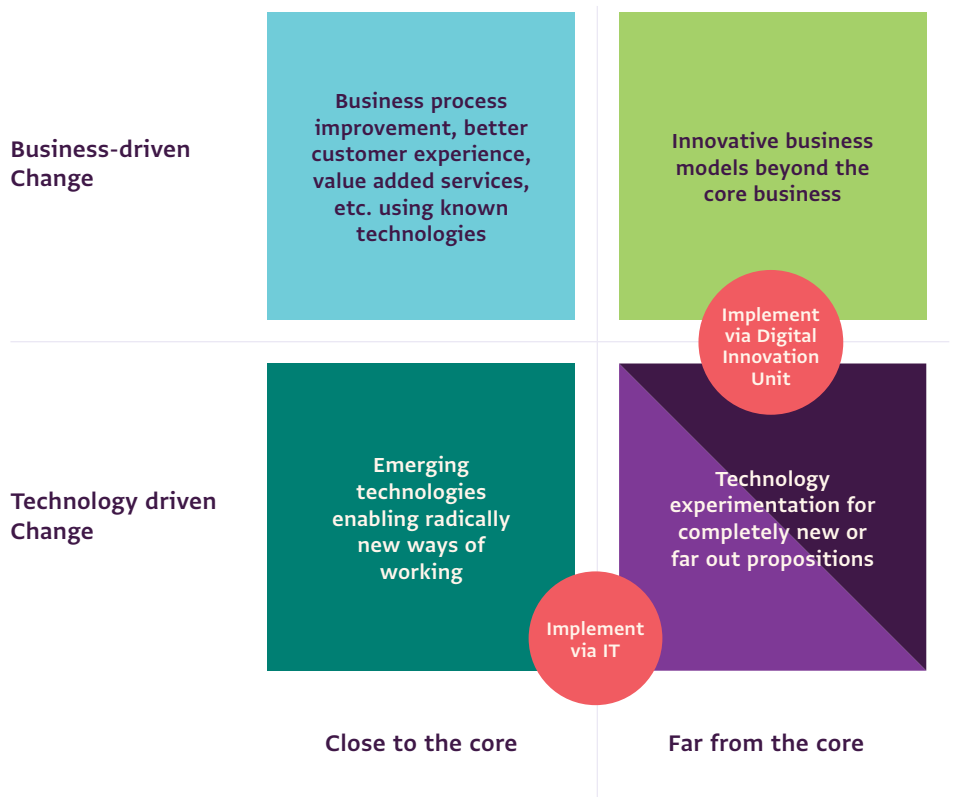 Business-driven
Change
Business process
improvement, better
customer experience,
value added services,
etc. using known
technologies
Innovative business
models beyond the
core business
Implement
via Digital
Innovation
Unit
Technology driven
Change
Emerging
technologies
enabling radically
new ways of
working
Technology
experimentation for
completely new or
far out propositions
Implement
via IT
Close to the core
Far from the core